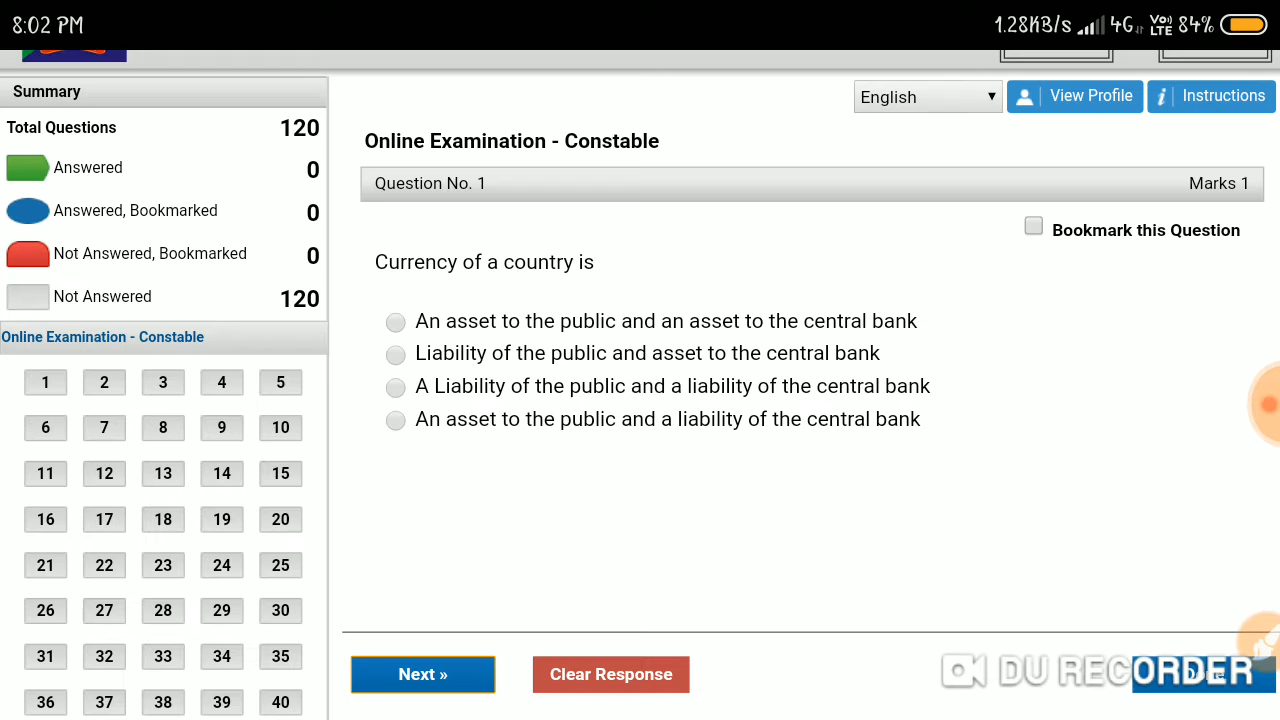 8:02 PM
1.28KB/s 4G Vo)) LTE 84%
Summary
Total Questions 120
Answered 0
Answered, Bookmarked 0
Not Answered, Bookmarked 0
Not Answered 120
Online Examination - Constable
1 2 3 4 5
6 7 8 9 10
11 12 13 14 15
16 17 18 19 20
21 22 23 24 25
26 27 28 29 30
31 32 33 34 35
36 37 38 39 40
English ▼ View Profile i Instructions
Online Examination - Constable
Question No. 1 Marks 1
Bookmark this Question
Currency of a country is
An asset to the public and an asset to the central bank
Liability of the public and asset to the central bank
A Liability of the public and a liability of the central bank
An asset to the public and a liability of the central bank
Next » Clear Response
DU RECORDER